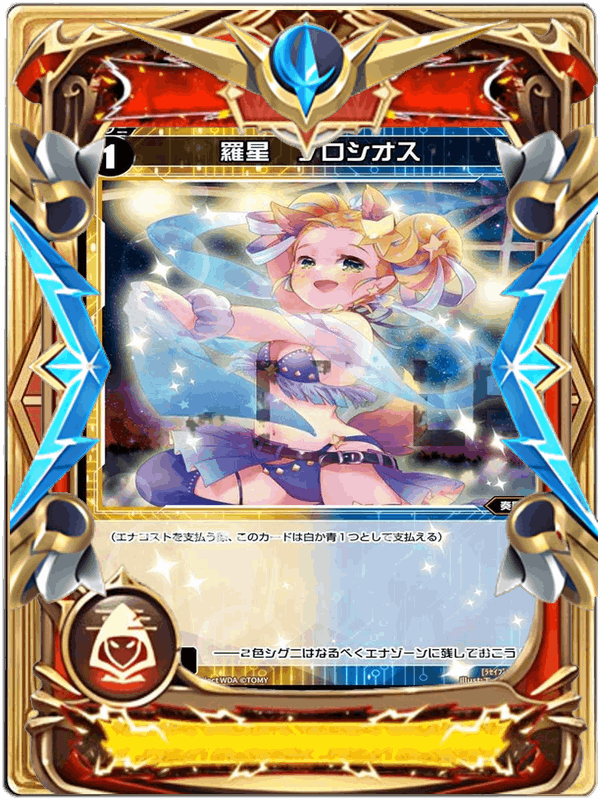 1
羅星 ロシオス
(エナコストを支払う際、このカードは白か青1つとして支払える)
――2色シグニはなるべくエナゾーンに残しておこう
ject WDA ©TOMY